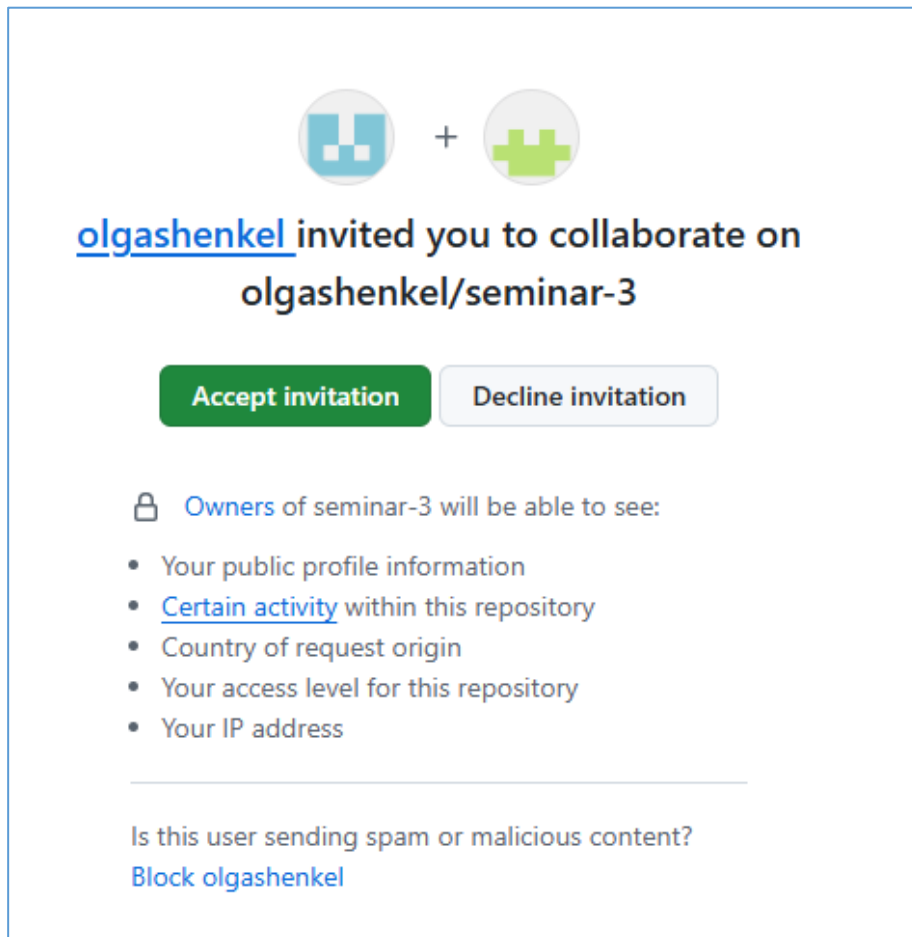 +
olgashenkel invited you to collaborate on
olgashenkel/seminar-3
Accept invitation Decline invitation
Owners of seminar-3 will be able to see:
• Your public profile information
• Certain activity within this repository
• Country of request origin
• Your access level for this repository
• Your IP address
Is this user sending spam or malicious content?
Block olgashenkel